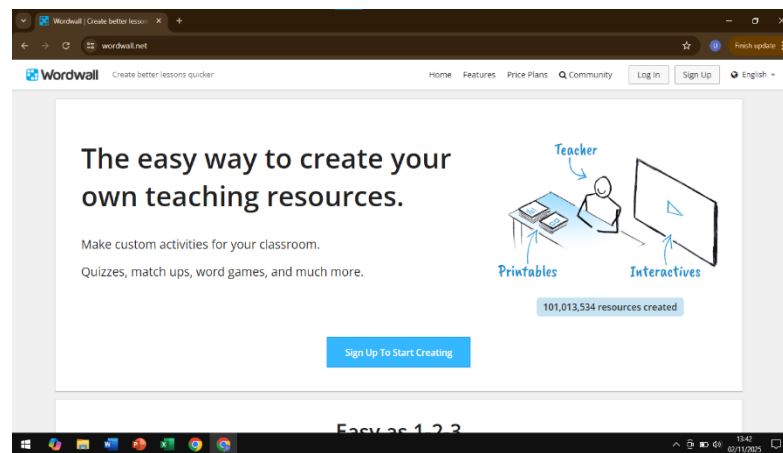 Wordwall | Create better lesson
wordwall.net
Finish update
Wordwall Create better lessons quicker Home Features Price Plans Community Log In Sign Up English
The easy way to create your
own teaching resources.
Make custom activities for your classroom.
Quizzes, match ups, word games, and much more.
Teacher
Printables
Interactives
101,013,534 resources created
Sign Up To Start Creating
Easy as 1-2-3
13:42
02/11/2025